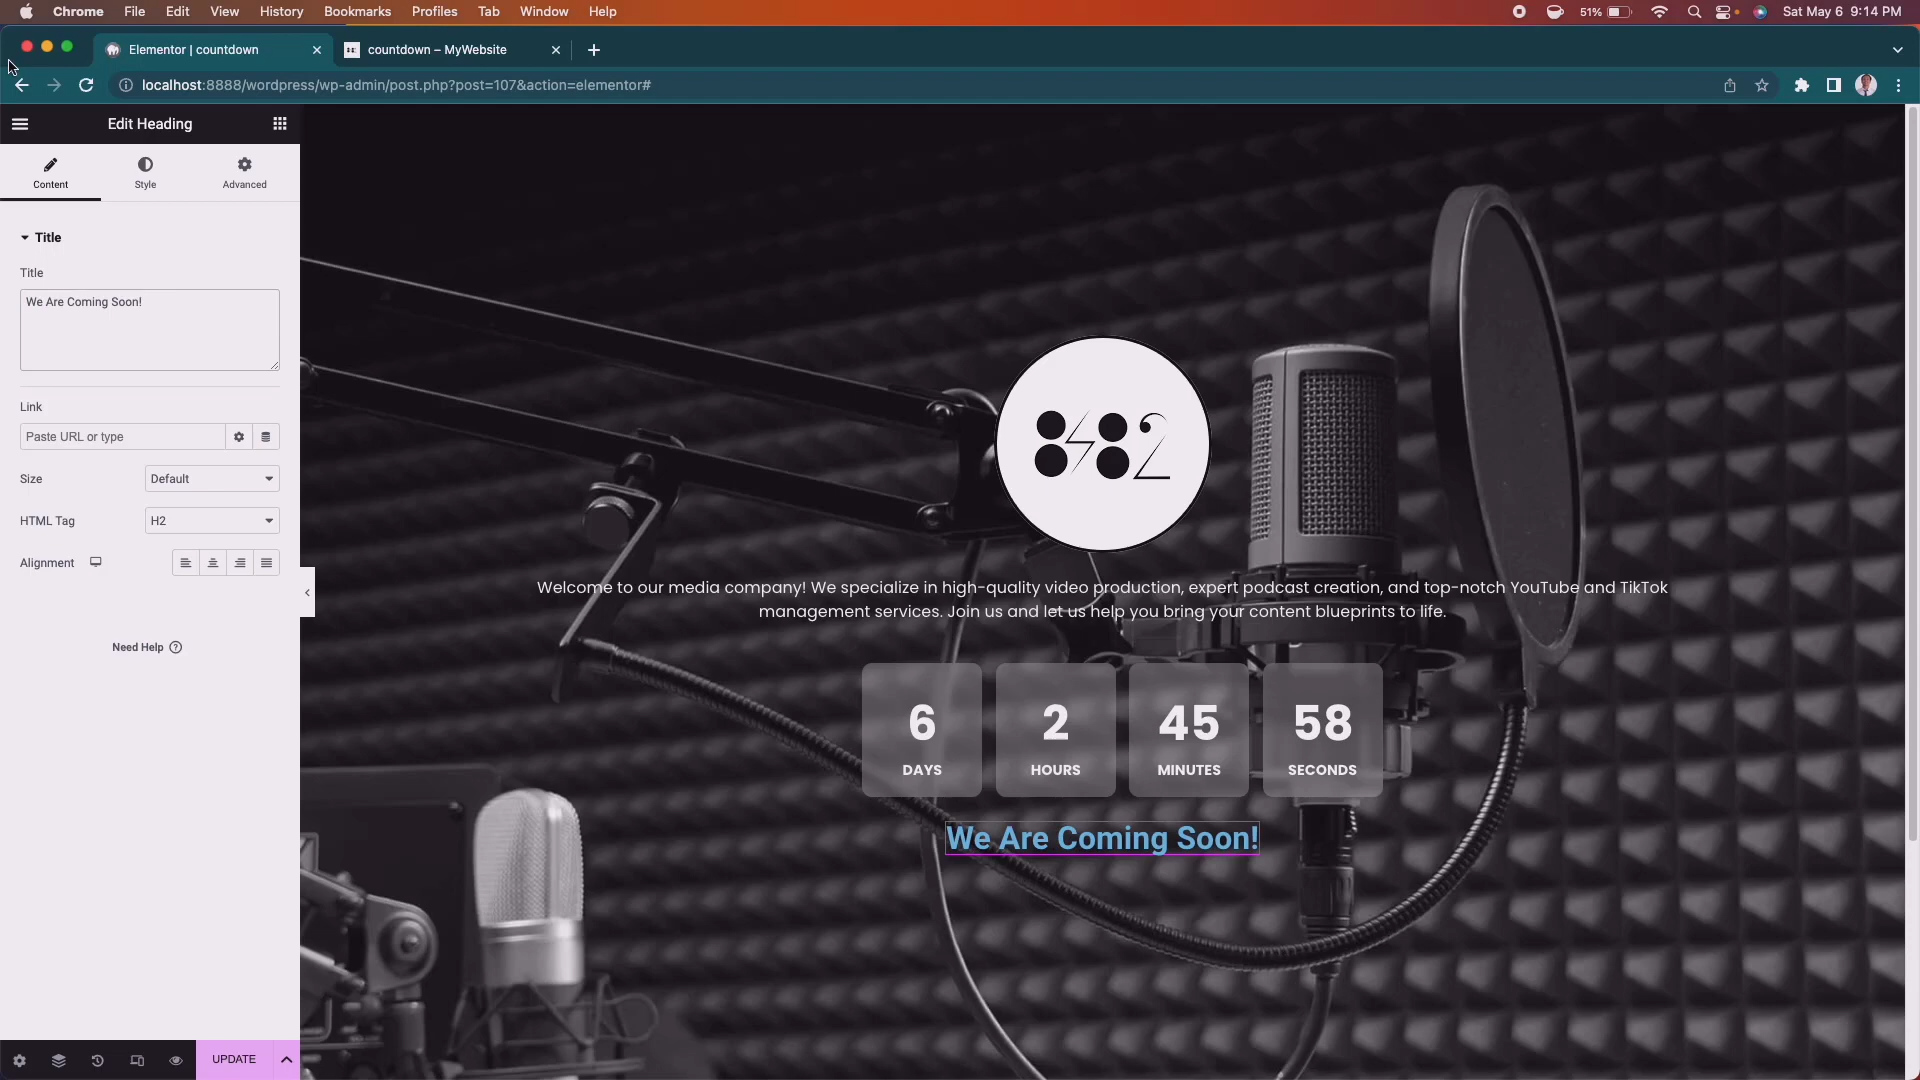 Chrome File Edit View History Bookmarks Profiles Tab Window Help 51% Sat May 6 9:14 PM
Elementor | countdown countdown – MyWebsite
localhost:8888/wordpress/wp-admin/post.php?post=107&action=elementor#
Edit Heading
Content Style Advanced
Title
Title
We Are Coming Soon!
Link
Paste URL or type
Size Default
HTML Tag H2
Alignment
Need Help
UPDATE
Welcome to our media company! We specialize in high-quality video production, expert podcast creation, and top-notch YouTube and TikTok
management services. Join us and let us help you bring your content blueprints to life.
6 2 45 58
DAYS HOURS MINUTES SECONDS
We Are Coming Soon!